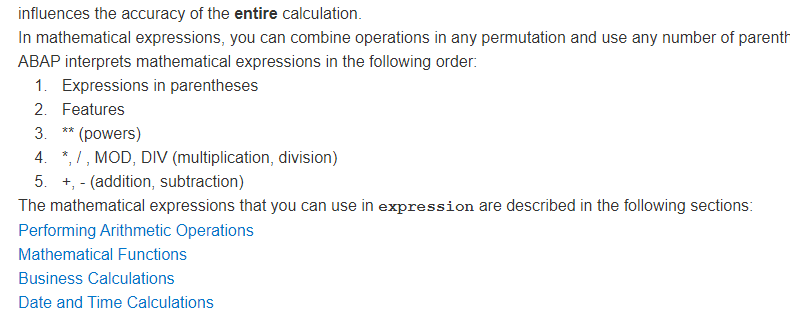 influences the accuracy of the entire calculation.
In mathematical expressions, you can combine operations in any permutation and use any number of
ABAP interprets mathematical expressions in the following order:
1. Expressions in parentheses
2. Features
3. ** (powers)
4. *, / , MOD, DIV (multiplication, division)
5. +, - (addition, subtraction)
The mathematical expressions that you can use in expression are described in the following sections:
Performing Arithmetic Operations
Mathematical Functions
Business Calculations
Date and Time Calculations